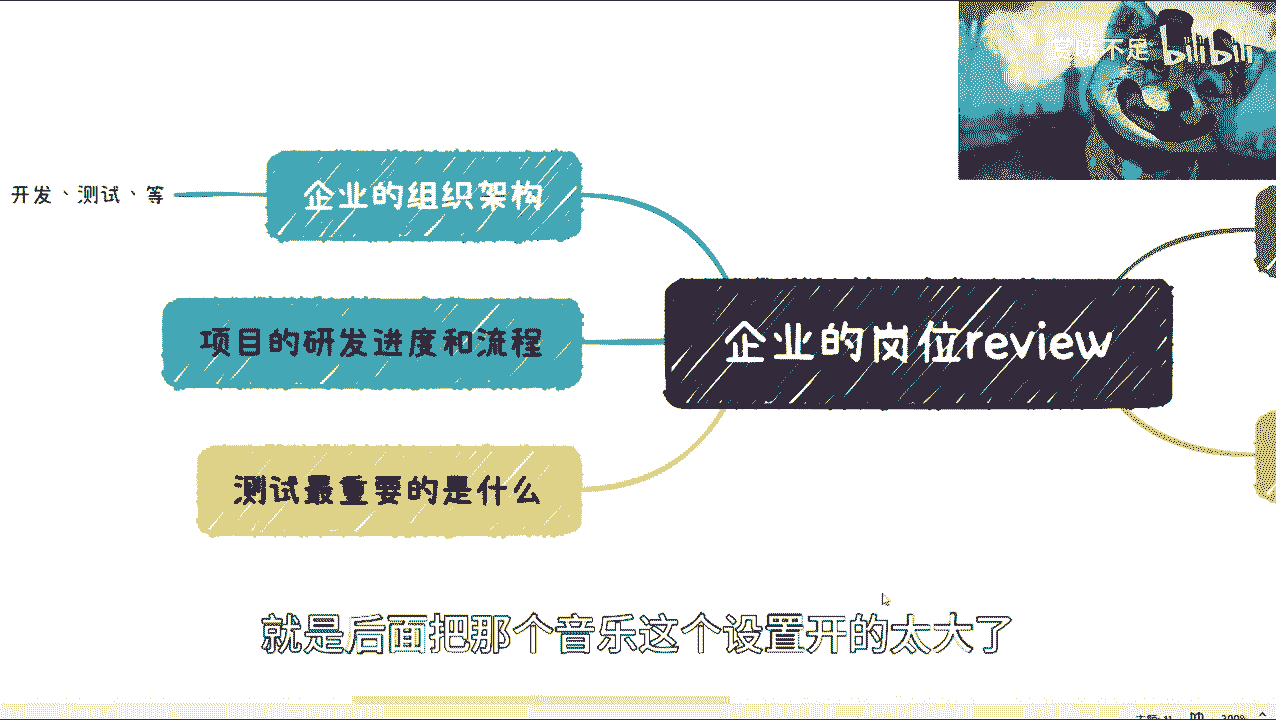 赏味不足 bilibili
企业的组织架构
开发、测试、等
项目的研发进度和流程
企业的岗位review
测试最重要的是什么
就是后面把那个音乐这个设置开的太大了